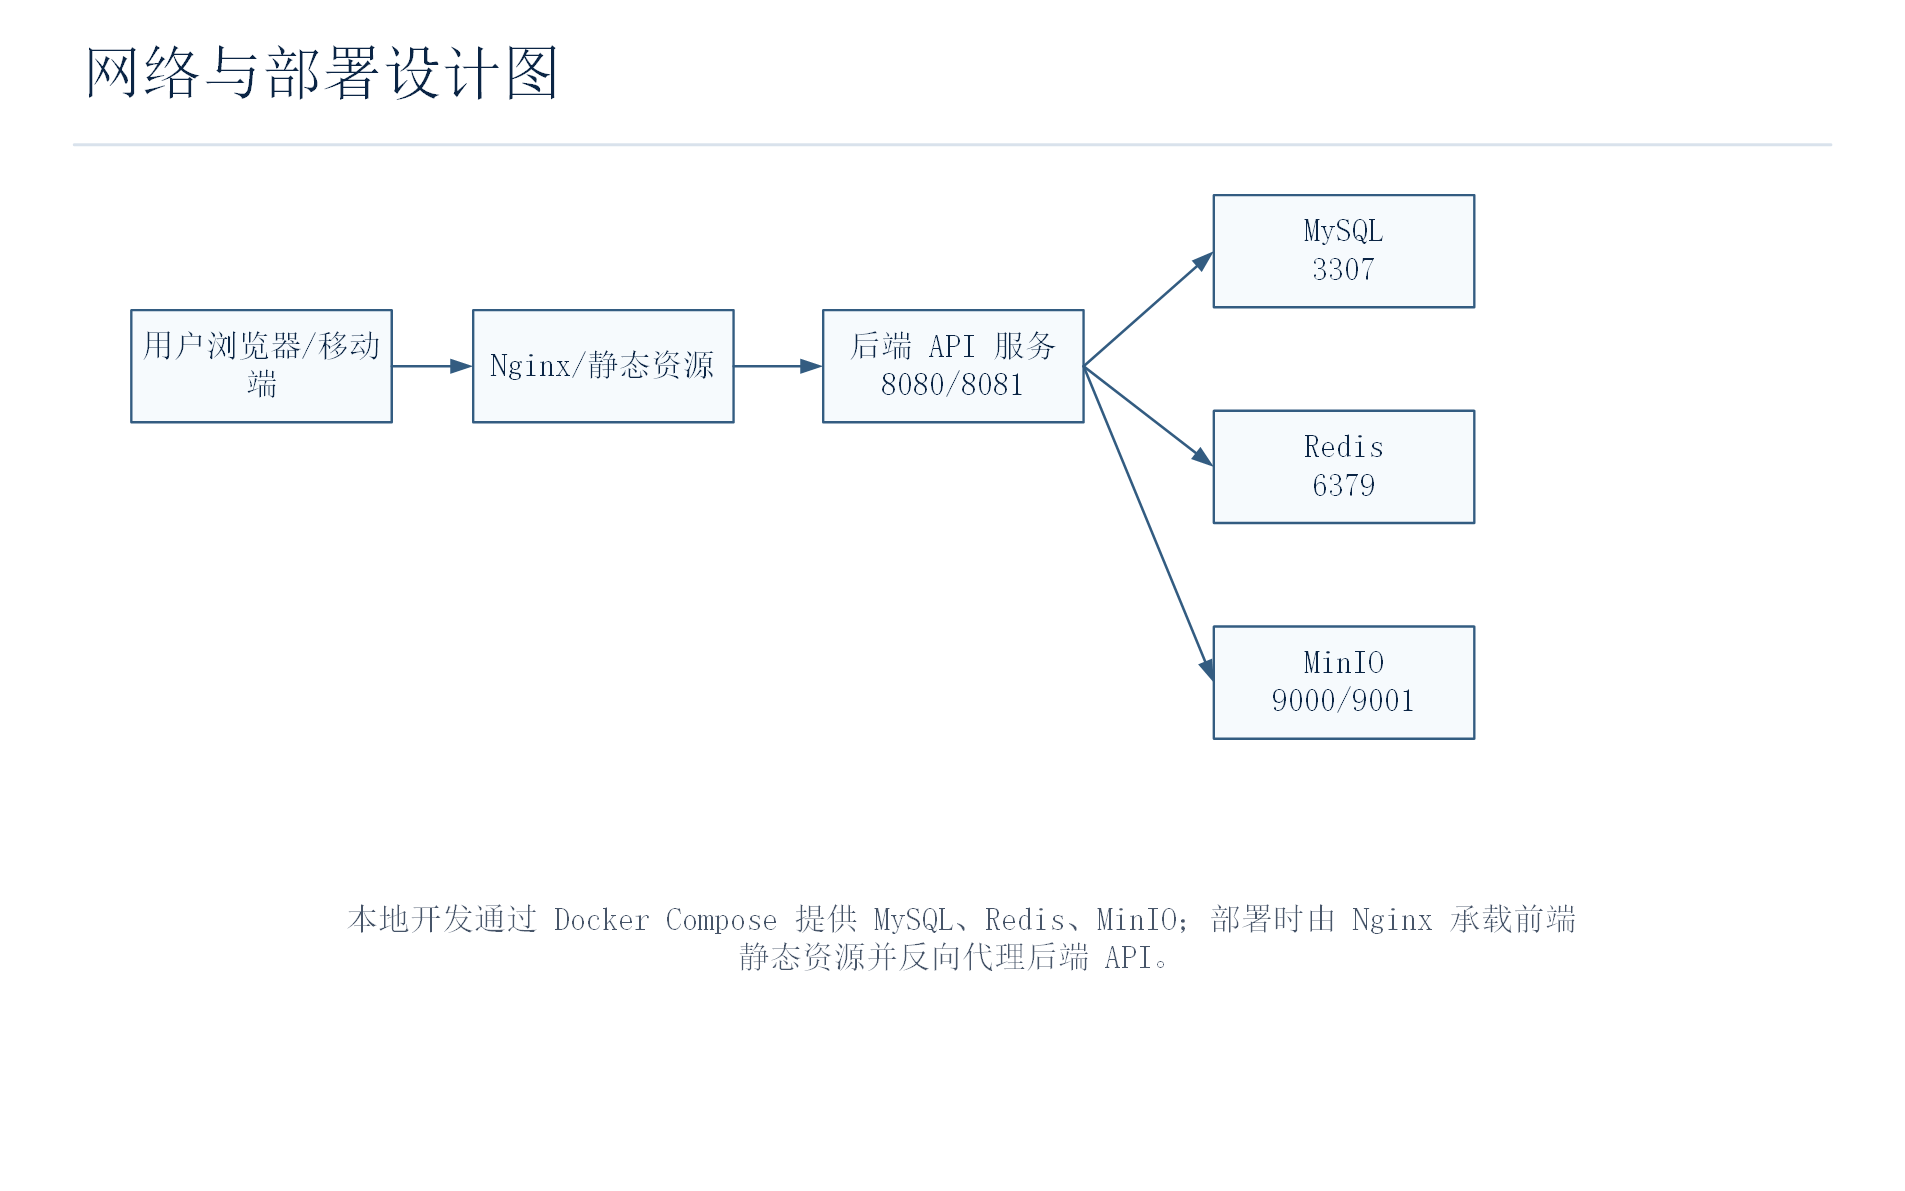 网络与部署设计图
用户浏览器/移动
端
Nginx/静态资源
后端 API 服务
8080/8081
MySQL
3307
Redis
6379
MinIO
9000/9001
本地开发通过 Docker Compose 提供 MySQL、Redis、MinIO；部署时由 Nginx 承载前端
静态资源并反向代理后端 API。